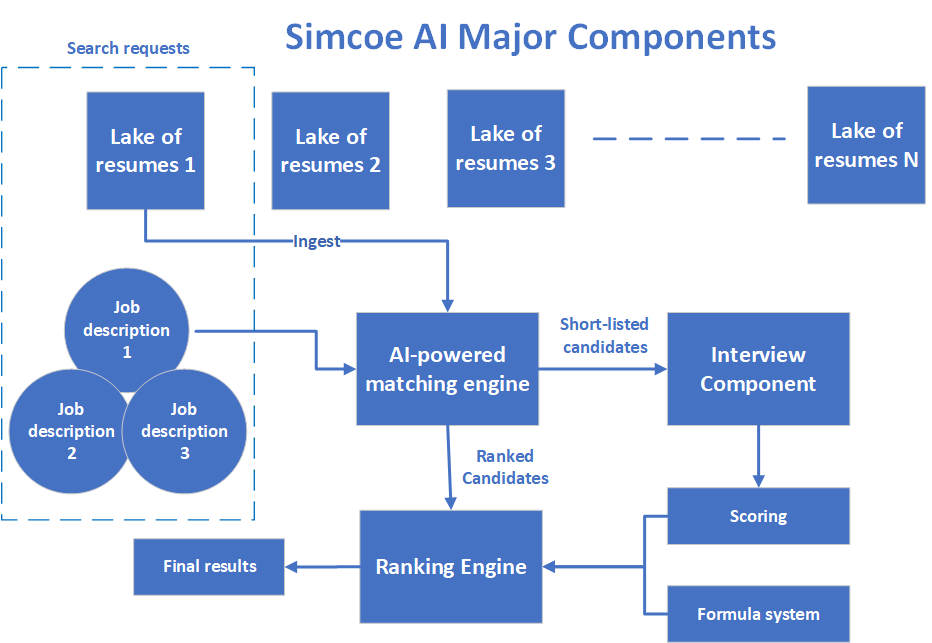 Simcoe AI Major Components
Search requests
Lake of
resumes 1
Lake of
resumes 2
Lake of
resumes 3
Lake of
resumes N
Ingest
Job
description
1
Job
description
2
Job
description
3
AI-powered
matching engine
Short-listed
candidates
Interview
Component
Ranked
Candidates
Scoring
Ranking Engine
Final results
Formula system